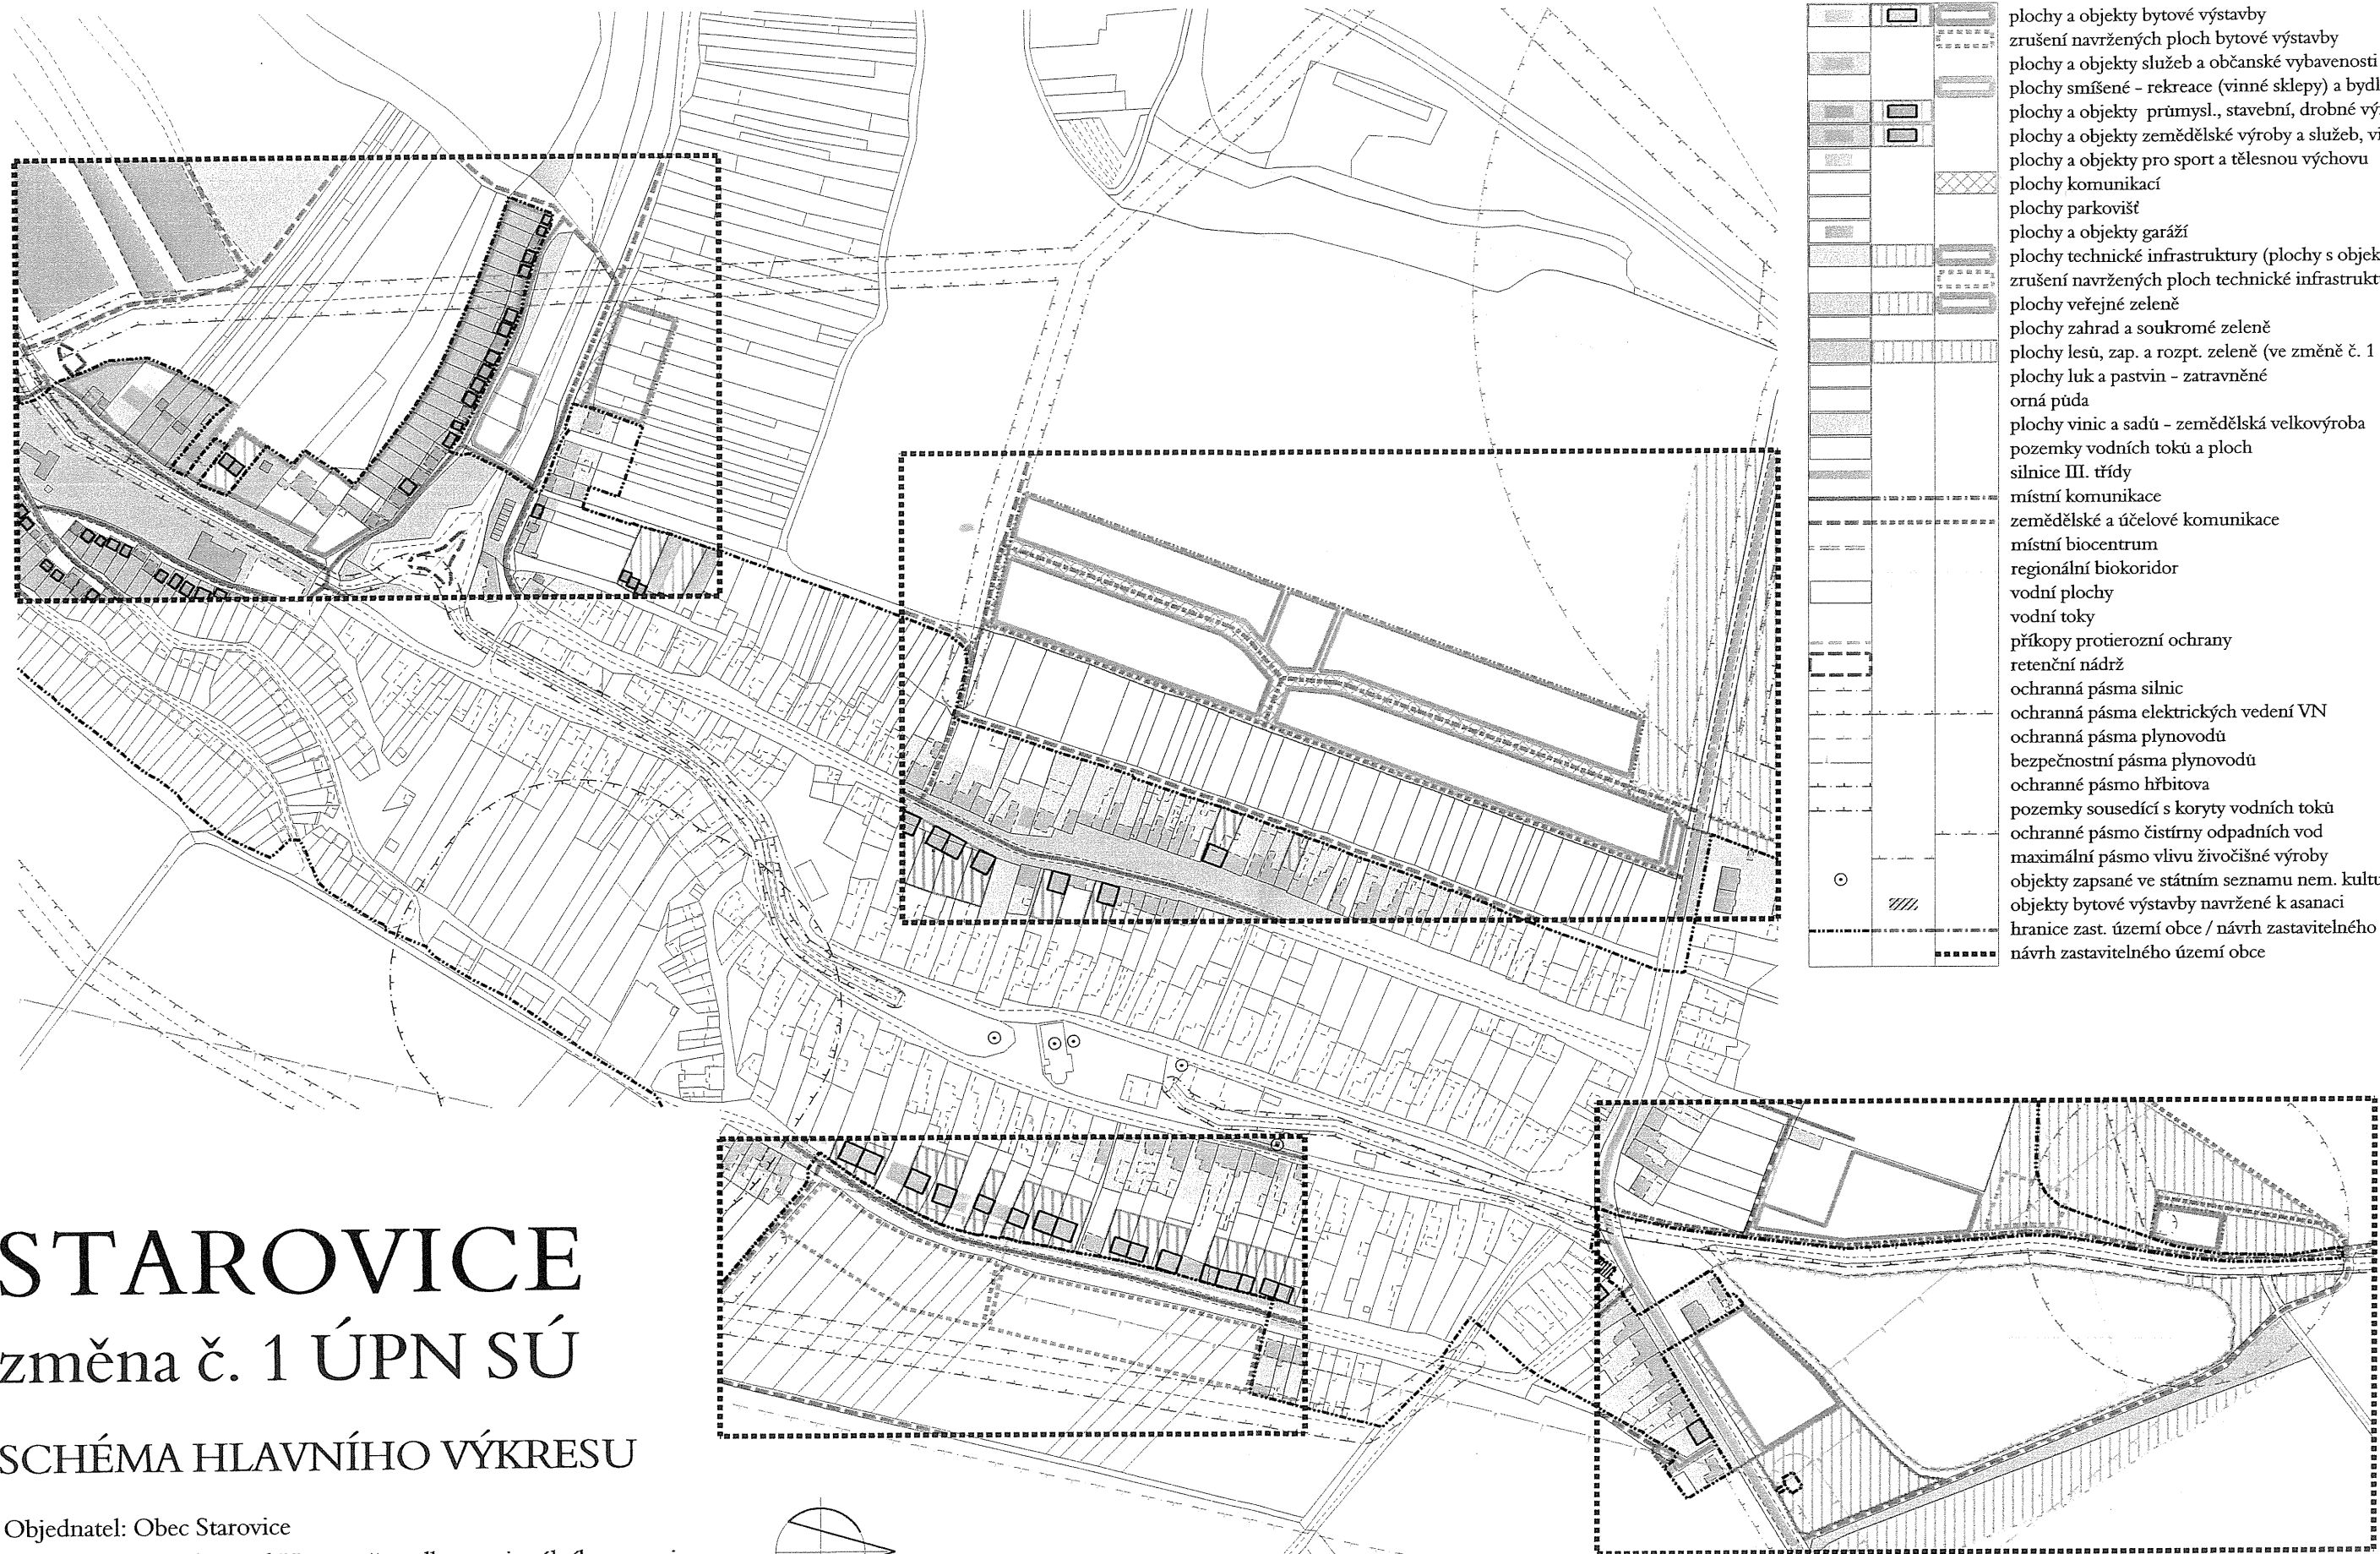 plochy a objekty bytové výstavby
zrušení navržených ploch bytové výstavby
plochy a objekty služeb a občanské vybavenosti
plochy smíšené - rekreace (vinné sklepy) a bydl
plochy a objekty průmysl., stavební, drobné vý
plochy a objekty zemědělské výroby a služeb, vi
plochy a objekty pro sport a tělesnou výchovu
plochy komunikací
plochy parkovišť
plochy a objekty garáží
plochy technické infrastruktury (plochy s objek
zrušení navržených ploch technické infrastrukt
plochy veřejné zeleně
plochy zahrad a soukromé zeleně
plochy lesů, zap. a rozpt. zeleně (ve změně č. 1
plochy luk a pastvin - zatravněné
orná půda
plochy vinic a sadů - zemědělská velkovýroba
pozemky vodních toků a ploch
silnice III. třídy
místní komunikace
zemědělské a účelové komunikace
místní biocentrum
regionální biokoridor
vodní plochy
vodní toky
příkopy protierozní ochrany
retenční nádrž
ochranná pásma silnic
ochranná pásma elektrických vedení VN
ochranná pásma plynovodů
bezpečnostní pásma plynovodů
ochranné pásmo hřbitova
pozemky sousedící s koryty vodních toků
ochranné pásmo čistírny odpadních vod
maximální pásmo vlivu živočišné výroby
objekty zapsané ve státním seznamu nem. kultu
objekty bytové výstavby navržené k asanaci
hranice zast. území obce / návrh zastavitelného
návrh zastavitelného území obce
STAROVICE
změna č. 1 ÚPN SÚ
SCHÉMA HLAVNÍHO VÝKRESU
Objednatel: Obec Starovice